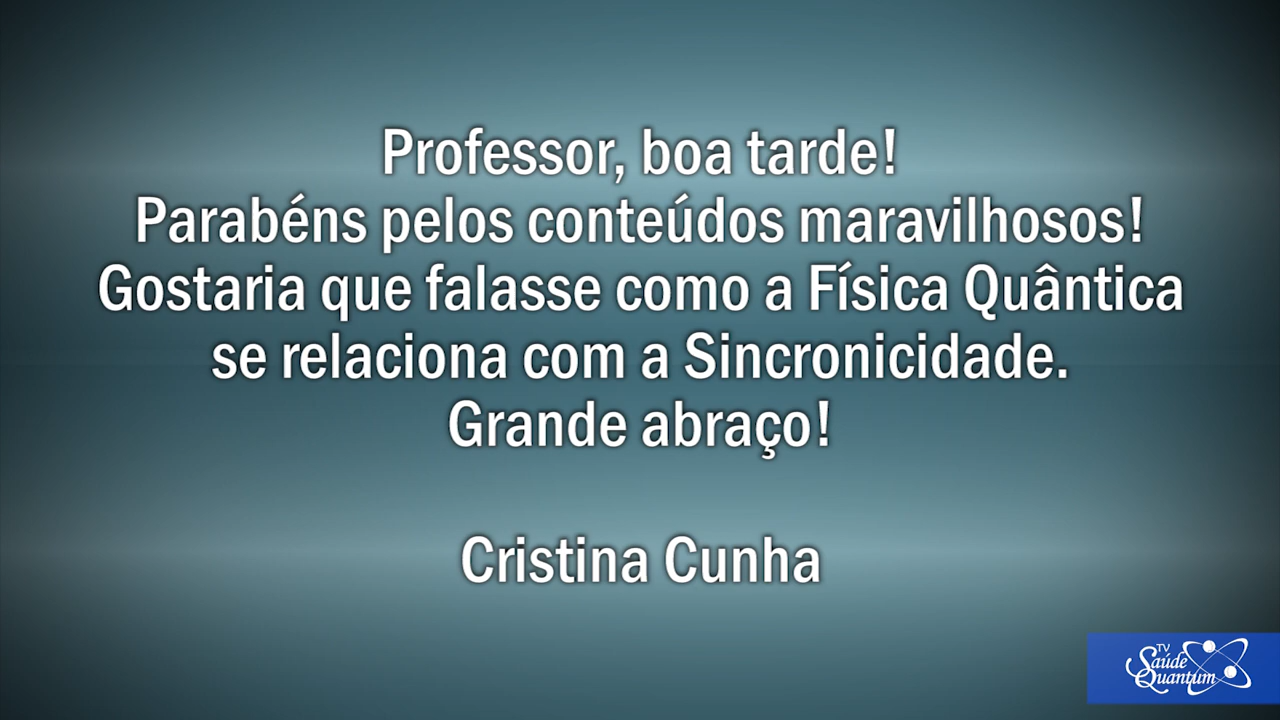 Professor, boa tarde!
Parabéns pelos conteúdos maravilhosos!
Gostaria que falasse como a Física Quântica
se relaciona com a Sincronicidade.
Grande abraço!
Cristina Cunha
TV
Saúde
Quantum